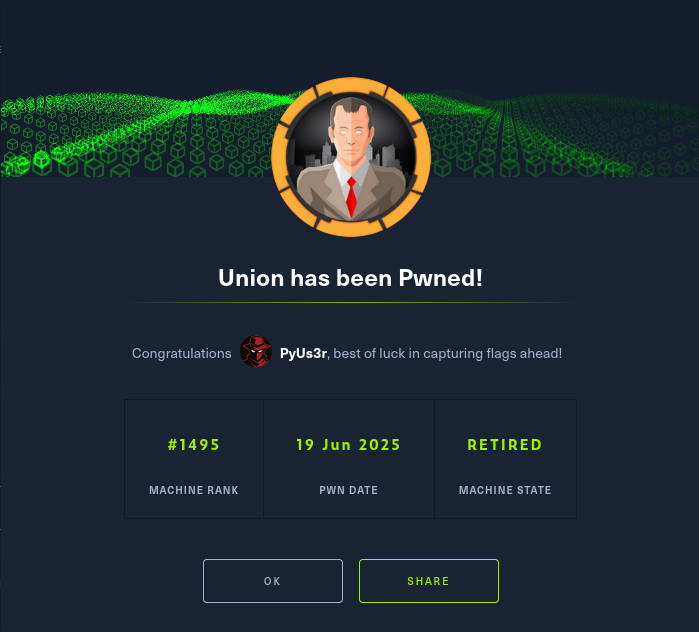 Union has been Pwned!
Congratulations PyUs3r, best of luck in capturing flags ahead!
#1495 19 Jun 2025 RETIRED
MACHINE RANK PWN DATE MACHINE STATE
OK SHARE